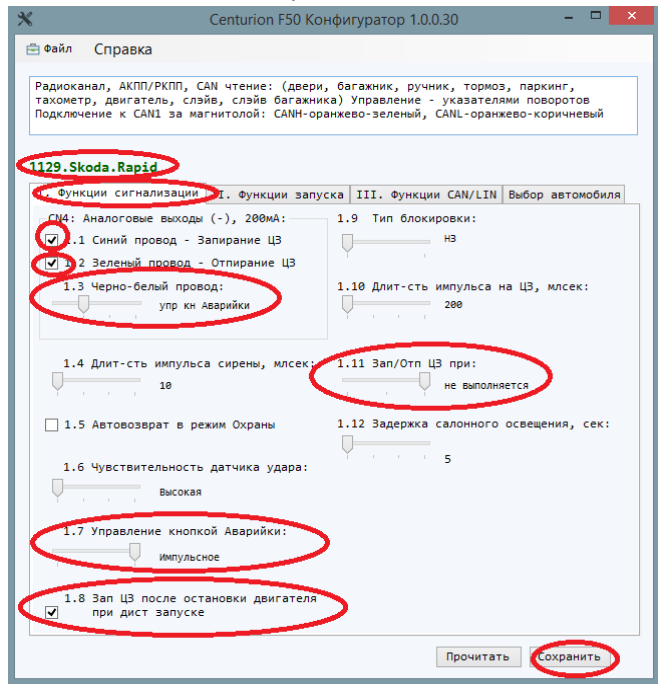 Centurion F50 Конфигуратор 1.0.0.30
Файл Справка
Радиоканал, АКПП/РКПП, CAN чтение: (двери, багажник, ручник, тормоз, паркинг,
тахометр, двигатель, слэйв, слэйв багажника) Управление - указателями поворотов
Подключение к CAN1 за магнитолой: CANH-оранжево-зеленый, CANL-оранжево-коричневый
1129.Skoda.Rapid
I. Функции сигнализации II. Функции запуска III. Функции CAN/LIN Выбор автомобиля
CN4: Аналоговые выходы (-), 200мА:
1.1 Синий провод - Запирание ЦЗ
1.2 Зеленый провод - Отпирание ЦЗ
1.3 Черно-белый провод:
упр кн Аварийки
1.4 Длит-сть импульса сирены, млсек:
10
1.5 Автовозврат в режим Охраны
1.6 Чувствительность датчика удара:
Высокая
1.7 Управление кнопкой Аварийки:
Импульсное
1.8 Зап ЦЗ после остановки двигателя
при дист запуске
1.9 Тип блокировки:
НЗ
1.10 Длит-сть импульса на ЦЗ, млсек:
200
1.11 Зап/Отп ЦЗ при:
не выполняется
1.12 Задержка салонного освещения, сек:
5
Прочитать Сохранить